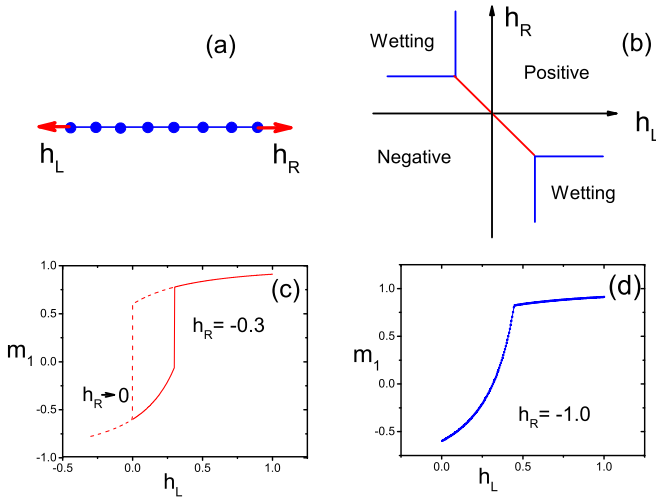 (a)
h_L
h_R
h_R
(b)
Wetting
Positive
h_L
Negative
Wetting
1.0
0.5
0.0
-0.5
-1.0
m_1
(c)
h_R = -0.3
h_R → 0
-0.5
0.0
0.5
1.0
h_L
0.5
0.0
-0.5
m_1
(d)
h_R = -1.0
0.0
0.5
1.0
h_L